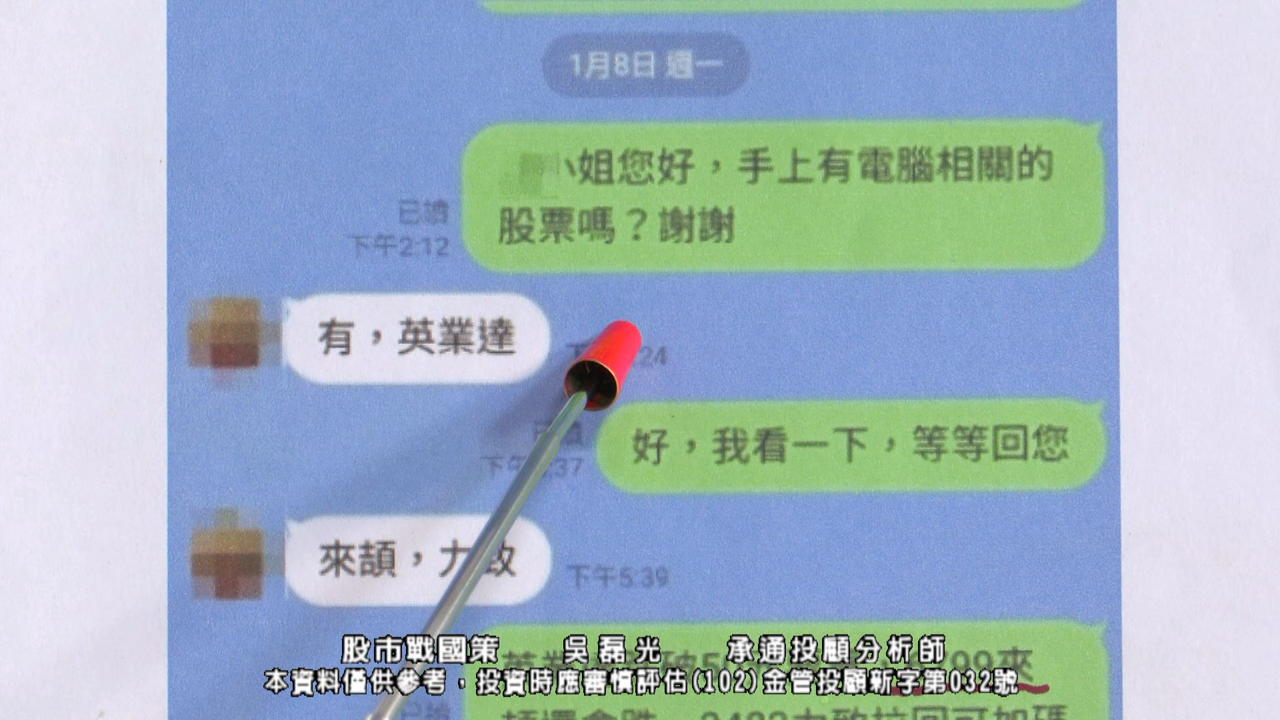 1月8日 週一
小姐您好，手上有電腦相關的
股票嗎？謝謝
已讀
下午2:12
有，英業達
24
好，我看一下，等等回您
37
來頡，力致
下午5:39
股市戰國策 吳磊光 承通投顧分析師
本資料僅供參考，投資時應審慎評估(102)金管投顧新字第032號